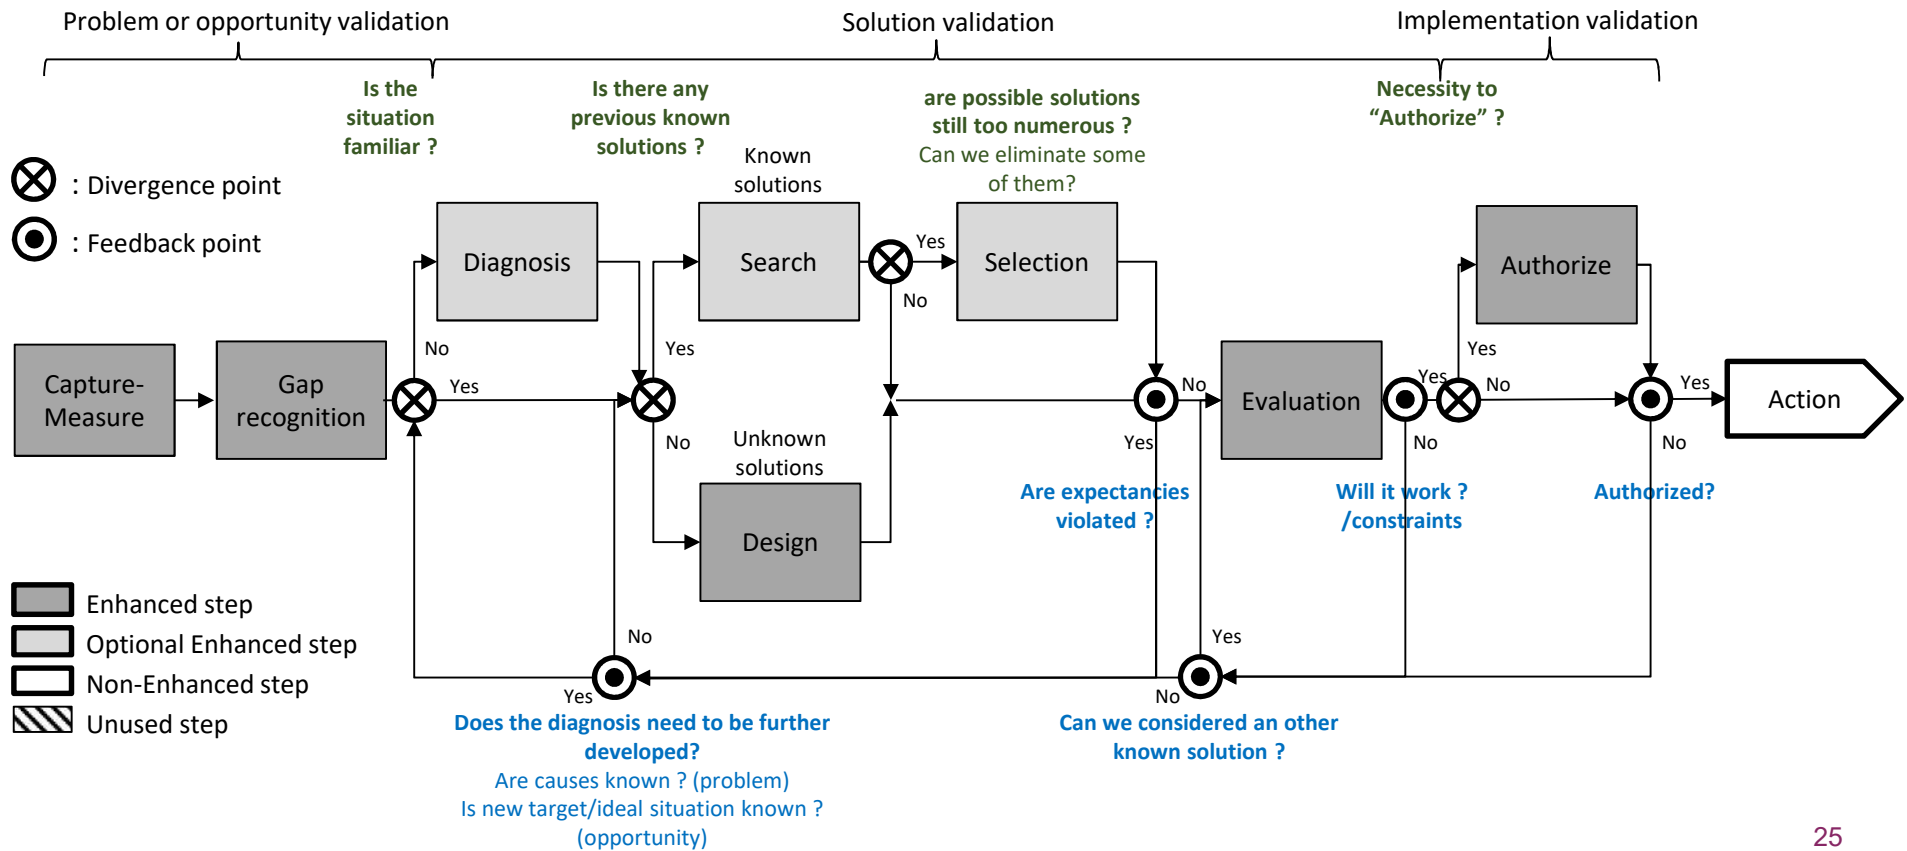 Problem or opportunity validation
Solution validation
Implementation validation
Is the
situation
familiar ?
Is there any
previous known
solutions ?
are possible solutions
still too numerous ?
Can we eliminate some
of them?
Necessity to
“Authorize” ?
: Divergence point
: Feedback point
Known
solutions
Diagnosis
Search
Yes
Selection
Authorize
No
No
Yes
Yes
Capture-
Measure
Gap
recognition
Yes
No
Evaluation
Yes
No
Yes
Action
No
Unknown
solutions
Yes
No
No
Design
Are expectancies
violated ?
Will it work ?
/constraints
Authorized?
Enhanced step
Optional Enhanced step
Non-Enhanced step
Unused step
No
Yes
Yes
No
Does the diagnosis need to be further
developed?
Are causes known ? (problem)
Is new target/ideal situation known ?
(opportunity)
Can we considered an other
known solution ?
25